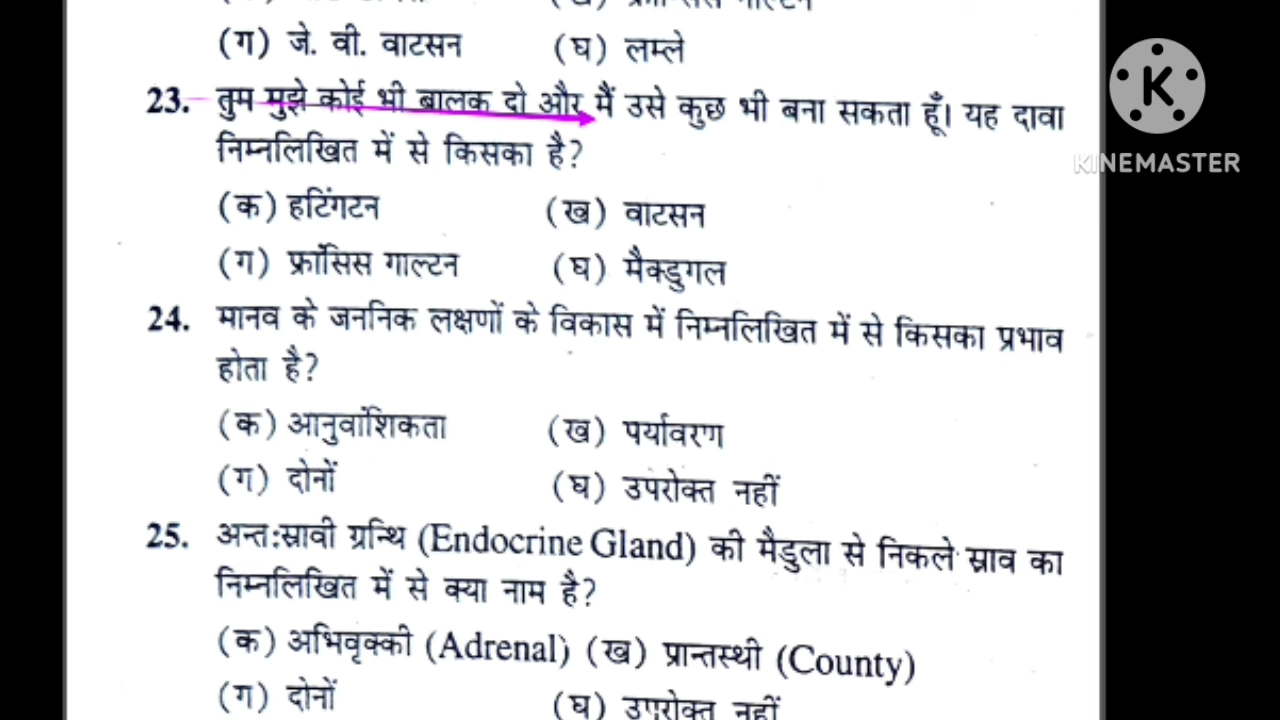 (ग) जे. वी. वाटसन (घ) लम्ले
23. तुम मुझे कोई भी बालक दो और मैं उसे कुछ भी बना सकता हूँ। यह दावा
निम्नलिखित में से किसका है?
(क) हटिंगटन (ख) वाटसन
(ग) फ्राँसिस गाल्टन (घ) मैक्डुगल
24. मानव के जननिक लक्षणों के विकास में निम्नलिखित में से किसका प्रभाव
होता है?
(क) आनुवांशिकता (ख) पर्यावरण
(ग) दोनों (घ) उपरोक्त नहीं
25. अन्तःस्रावी ग्रन्थि (Endocrine Gland) की मैडुला से निकले स्राव का
निम्नलिखित में से क्या नाम है?
(क) अभिवृक्की (Adrenal) (ख) प्रान्तस्थी (County)
(ग) दोनों (घ) उपरोक्त नहीं
K
KINEMASTER